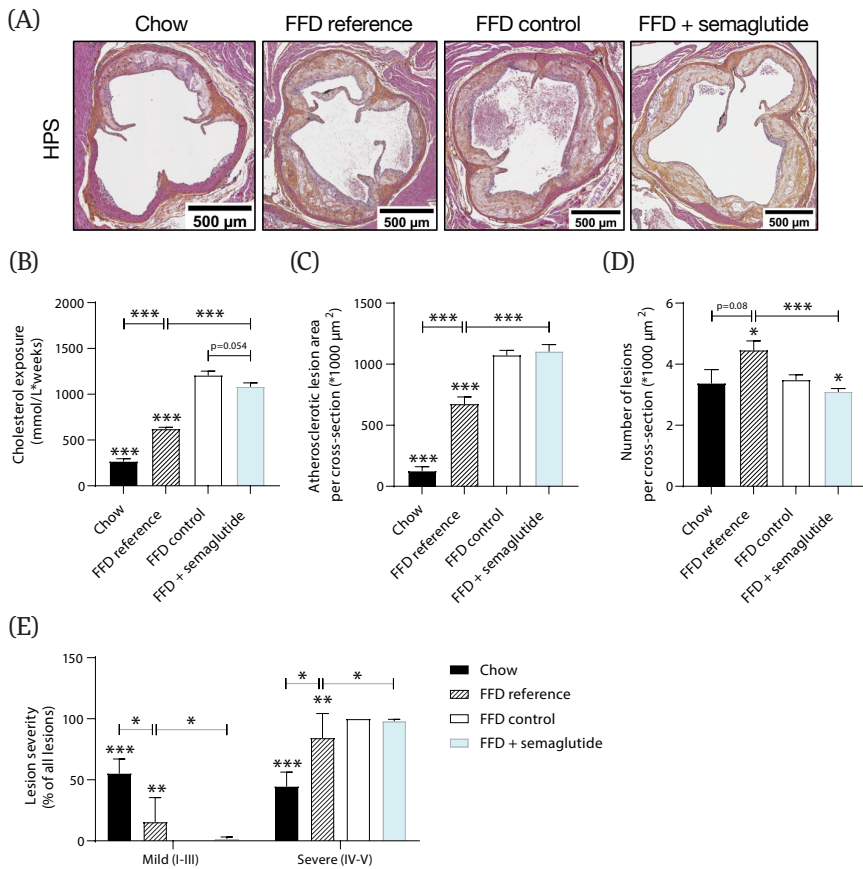 (A)
Chow
FFD reference
FFD control
FFD + semaglutide
HPS
500 µm
500 µm
500 µm
500 µm
(B)
Cholesterol exposure
(mmol/L*weeks)
2000
1500
1000
500
0
***
***
p=0.054
***
***
Chow
FFD reference
FFD control
FFD + semaglutide
(C)
Atherosclerotic lesion area
per cross-section (*1000 µm²)
1500
1000
500
0
***
***
***
***
Chow
FFD reference
FFD control
FFD + semaglutide
(D)
Number of lesions
per cross-section (*1000 µm²)
6
4
2
0
p=0.08
***
*
*
Chow
FFD reference
FFD control
FFD + semaglutide
(E)
Lesion severity
(% of all lesions)
150
100
50
0
*
*
***
**
*
*
***
**
Mild (I-III)
Severe (IV-V)
Chow
FFD reference
FFD control
FFD + semaglutide